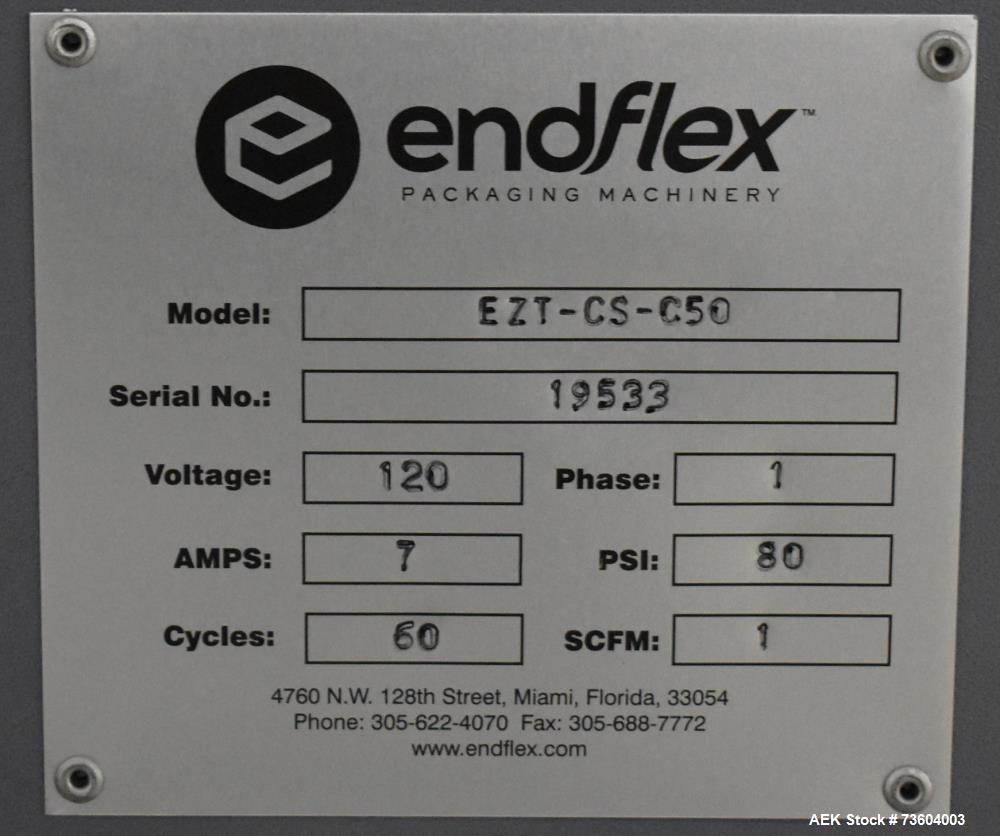 endflex™
PACKAGING MACHINERY
Model: EZT-CS-C50
Serial No.: 19533
Voltage: 120 Phase: 1
AMPS: 7 PSI: 80
Cycles: 60 SCFM: 1
4760 N.W. 128th Street, Miami, Florida, 33054
Phone: 305-622-4070 Fax: 305-688-7772
www.endflex.com
AEK Stock # 73604003